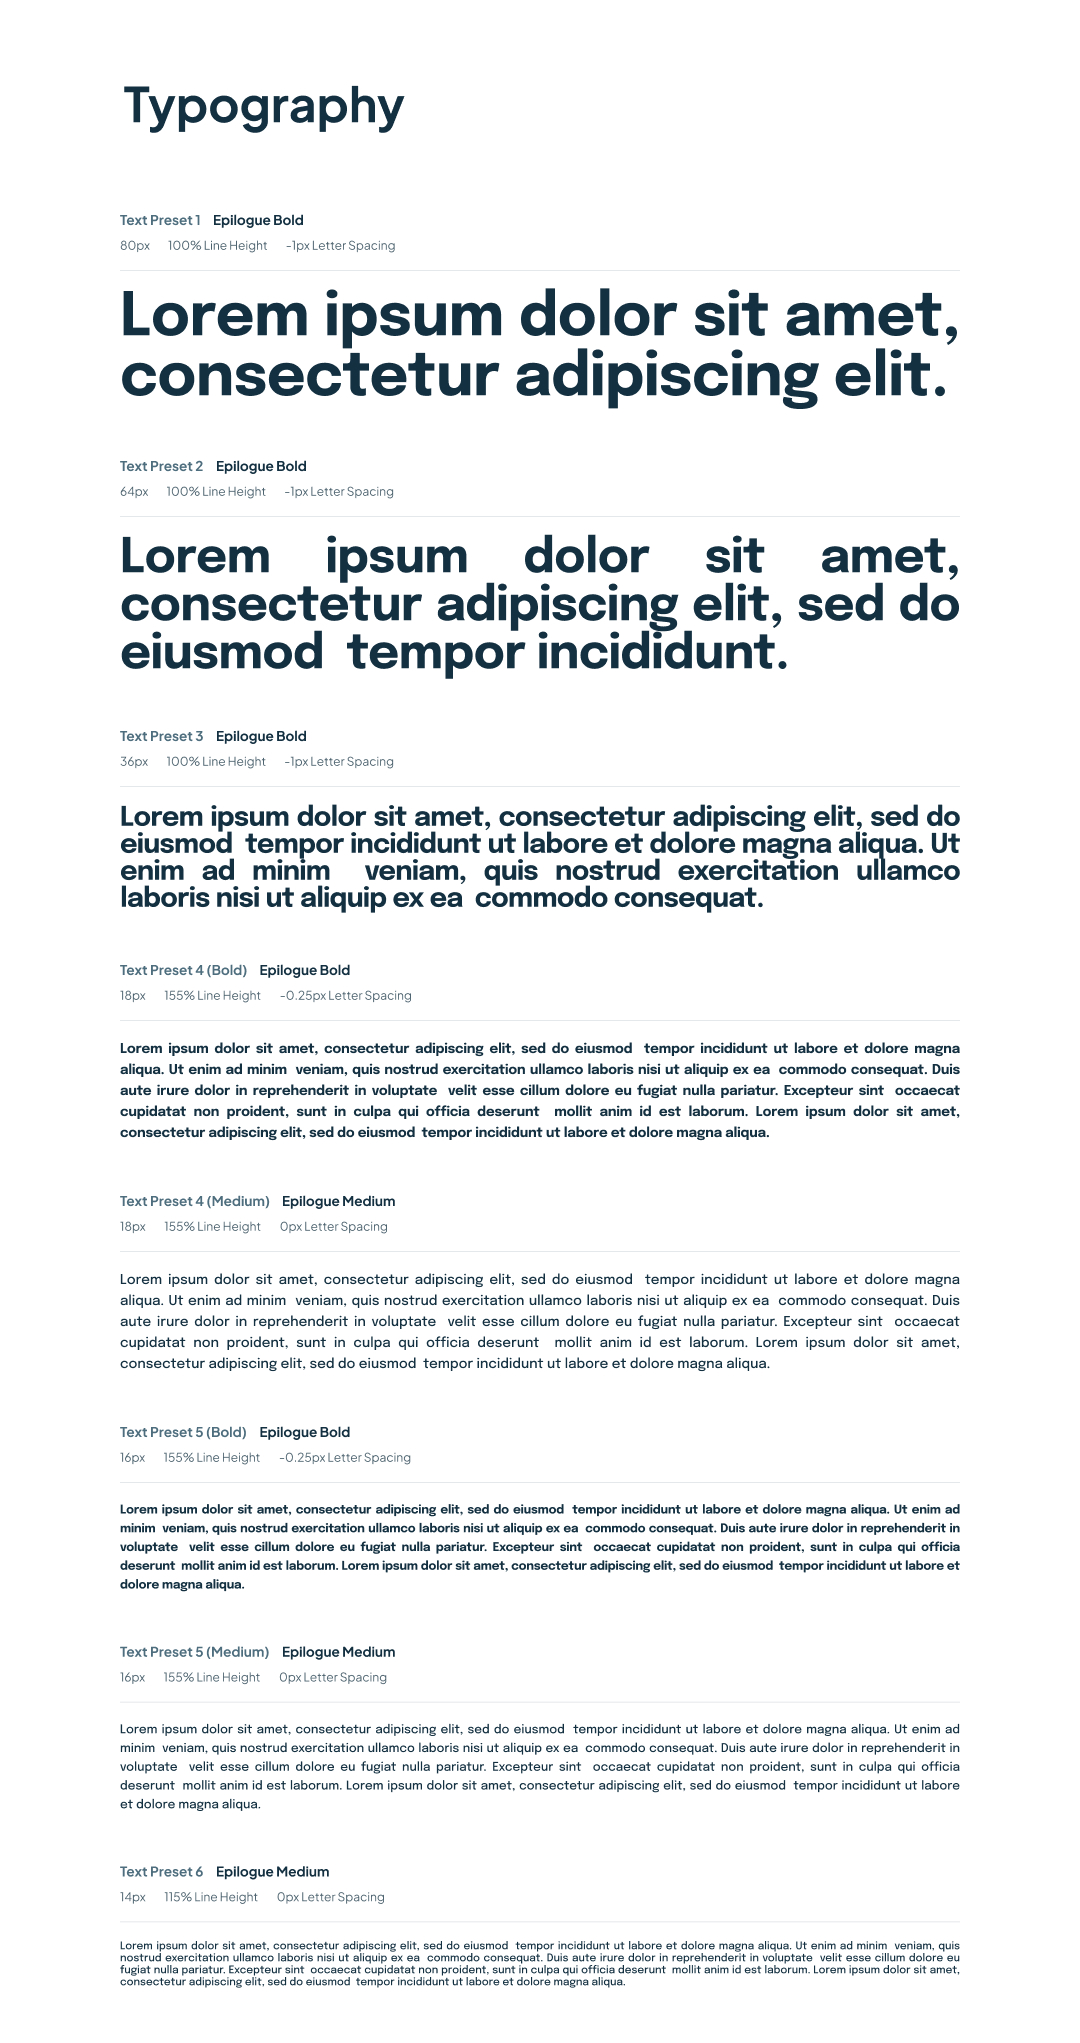 Typography
Text Preset 1 Epilogue Bold
80px 100% Line Height -1px Letter Spacing
Lorem ipsum dolor sit amet,
consectetur adipiscing elit.
Text Preset 2 Epilogue Bold
64px 100% Line Height -1px Letter Spacing
Lorem ipsum dolor sit amet,
consectetur adipiscing elit, sed do
eiusmod tempor incididunt.
Text Preset 3 Epilogue Bold
36px 100% Line Height -1px Letter Spacing
Lorem ipsum dolor sit amet, consectetur adipiscing elit, sed do
eiusmod tempor incididunt ut labore et dolore magna aliqua. Ut
enim ad minim veniam, quis nostrud exercitation ullamco
laboris nisi ut aliquip ex ea commodo consequat.
Text Preset 4 (Bold) Epilogue Bold
18px 155% Line Height -0.25px Letter Spacing
Lorem ipsum dolor sit amet, consectetur adipiscing elit, sed do eiusmod tempor incididunt ut labore et dolore magna
aliqua. Ut enim ad minim veniam, quis nostrud exercitation ullamco laboris nisi ut aliquip ex ea commodo consequat. Duis
aute irure dolor in reprehenderit in voluptate velit esse cillum dolore eu fugiat nulla pariatur. Excepteur sint occaecat
cupidatat non proident, sunt in culpa qui officia deserunt mollit anim id est laborum. Lorem ipsum dolor sit amet,
consectetur adipiscing elit, sed do eiusmod tempor incididunt ut labore et dolore magna aliqua.
Text Preset 4 (Medium) Epilogue Medium
18px 155% Line Height 0px Letter Spacing
Lorem ipsum dolor sit amet, consectetur adipiscing elit, sed do eiusmod tempor incididunt ut labore et dolore magna
aliqua. Ut enim ad minim veniam, quis nostrud exercitation ullamco laboris nisi ut aliquip ex ea commodo consequat. Duis
aute irure dolor in reprehenderit in voluptate velit esse cillum dolore eu fugiat nulla pariatur. Excepteur sint occaecat
cupidatat non proident, sunt in culpa qui officia deserunt mollit anim id est laborum. Lorem ipsum dolor sit amet,
consectetur adipiscing elit, sed do eiusmod tempor incididunt ut labore et dolore magna aliqua.
Text Preset 5 (Bold) Epilogue Bold
16px 155% Line Height -0.25px Letter Spacing
Lorem ipsum dolor sit amet, consectetur adipiscing elit, sed do eiusmod tempor incididunt ut labore et dolore magna aliqua. Ut enim ad
minim veniam, quis nostrud exercitation ullamco laboris nisi ut aliquip ex ea commodo consequat. Duis aute irure dolor in reprehenderit in
voluptate velit esse cillum dolore eu fugiat nulla pariatur. Excepteur sint occaecat cupidatat non proident, sunt in culpa qui officia
deserunt mollit anim id est laborum. Lorem ipsum dolor sit amet, consectetur adipiscing elit, sed do eiusmod tempor incididunt ut labore et
dolore magna aliqua.
Text Preset 5 (Medium) Epilogue Medium
16px 155% Line Height 0px Letter Spacing
Lorem ipsum dolor sit amet, consectetur adipiscing elit, sed do eiusmod tempor incididunt ut labore et dolore magna aliqua. Ut enim ad
minim veniam, quis nostrud exercitation ullamco laboris nisi ut aliquip ex ea commodo consequat. Duis aute irure dolor in reprehenderit in
voluptate velit esse cillum dolore eu fugiat nulla pariatur. Excepteur sint occaecat cupidatat non proident, sunt in culpa qui officia
deserunt mollit anim id est laborum. Lorem ipsum dolor sit amet, consectetur adipiscing elit, sed do eiusmod tempor incididunt ut labore
et dolore magna aliqua.
Text Preset 6 Epilogue Medium
14px 115% Line Height 0px Letter Spacing
Lorem ipsum dolor sit amet, consectetur adipiscing elit, sed do eiusmod tempor incididunt ut labore et dolore magna aliqua. Ut enim ad minim veniam, quis
nostrud exercitation ullamco laboris nisi ut aliquip ex ea commodo consequat. Duis aute irure dolor in reprehenderit in voluptate velit esse cillum dolore eu
fugiat nulla pariatur. Excepteur sint occaecat cupidatat non proident, sunt in culpa qui officia deserunt mollit anim id est laborum. Lorem ipsum dolor sit amet,
consectetur adipiscing elit, sed do eiusmod tempor incididunt ut labore et dolore magna aliqua.